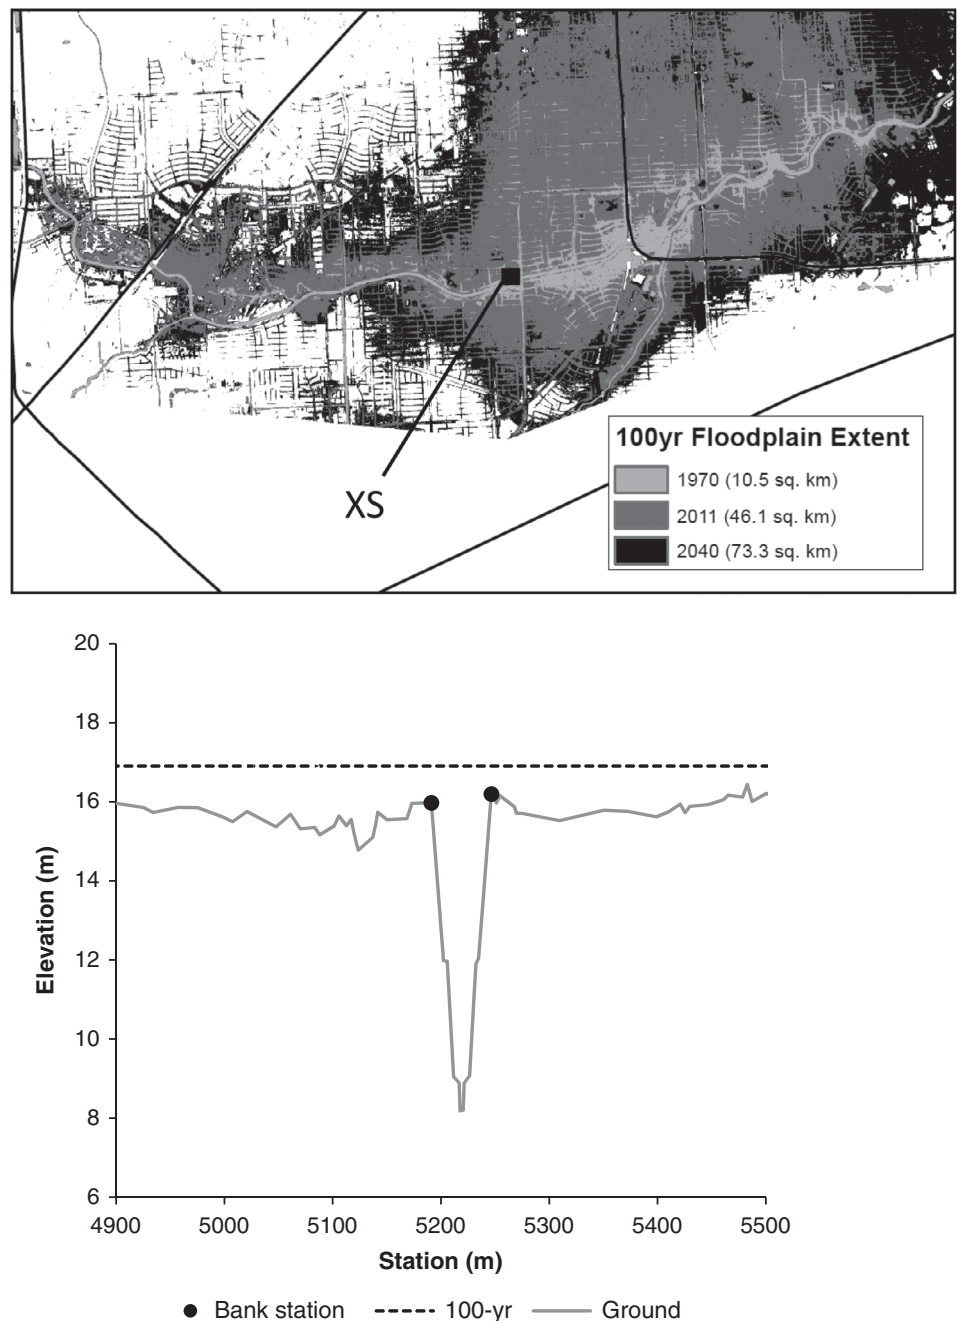 XS
100yr Floodplain Extent
1970 (10.5 sq. km)
2011 (46.1 sq. km)
2040 (73.3 sq. km)
20
18
16
14
12
10
8
6
Elevation (m)
4900 5000 5100 5200 5300 5400 5500
Station (m)
Bank station 100-yr Ground